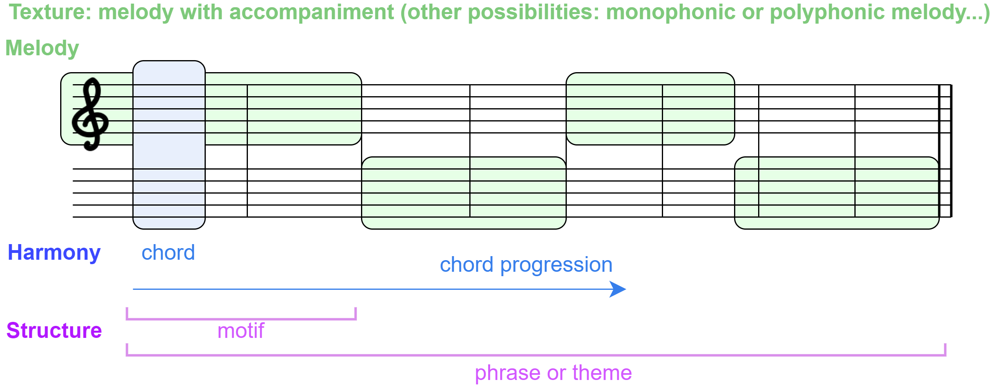 Texture: melody with accompaniment (other possibilities: monophonic or polyphonic melody...)
Melody
Harmony
chord
chord progression
motif
Structure
phrase or theme